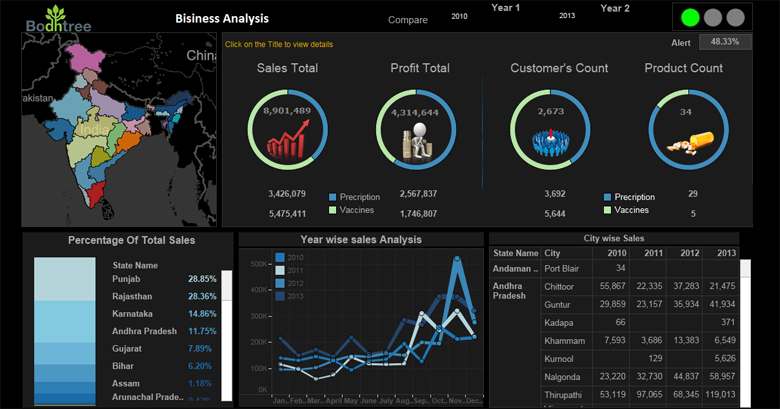 Bodhtree
Bisiness Analysis
Compare
Year 1
2010
Year 2
2013
Alert
48.33%
China
akistan
India
Click on the Title to view details
Sales Total
Profit Total
Customer's Count
Product Count
8,901,489
4,314,644
2,673
34
3,426,079
Precription
2,567,837
3,692
Precription
29
5,475,411
Vaccines
1,746,807
5,644
Vaccines
5
Percentage Of Total Sales
State Name
Punjab 28.85%
Rajasthan 28.36%
Karnataka 14.86%
Andhra Pradesh 11.75%
Gujarat 7.89%
Bihar 6.20%
Assam 1.18%
Arunachal Prade..
Year wise sales Analysis
2010
2011
2012
2013
500K
400K
300K
200K
100K
0K
Jan.. Feb.. Mar.. April May June July Aug.. Sep.. Oct.. Nov.. Dec..
City wise Sales
State Name City 2010 2011 2012 2013
Andaman .. Port Blair 34
Andhra Pradesh Chittoor 55,867 22,335 37,283 21,475
Guntur 29,859 23,157 35,934 41,934
Kadapa 66 371
Khammam 7,593 3,686 13,383 6,549
Kurnool 129 5,626
Nalgonda 23,220 32,730 44,837 58,957
Thirupathi 53,119 97,065 68,345 119,013